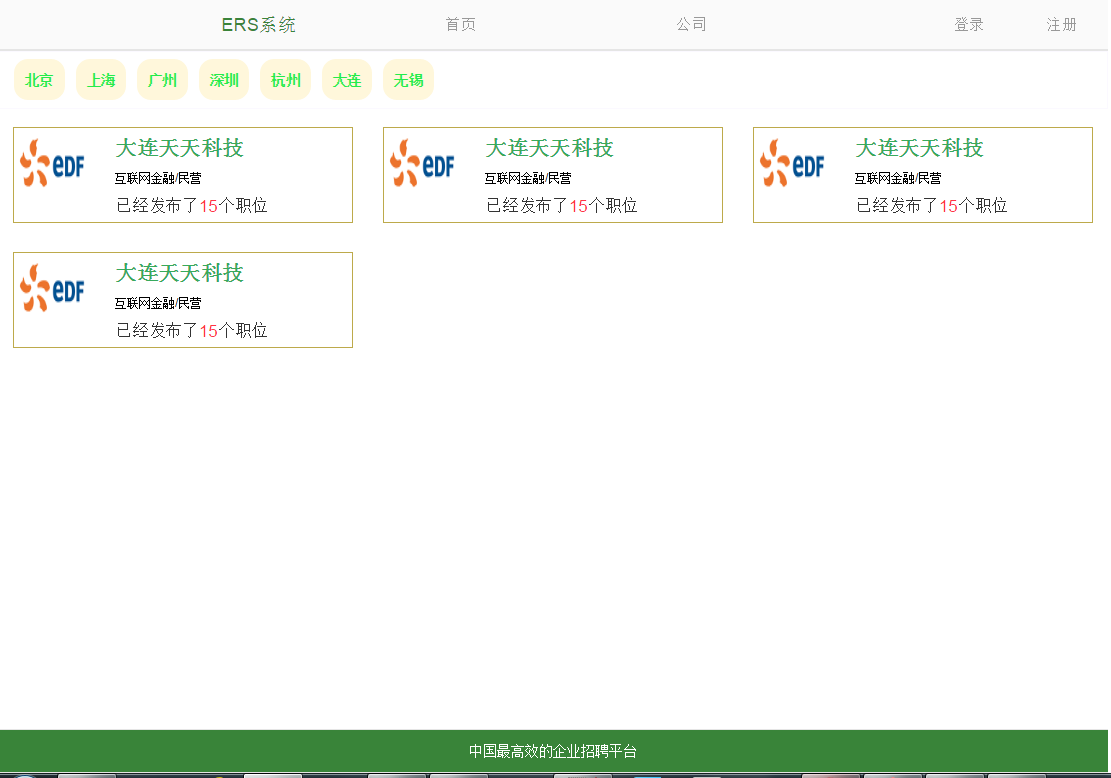 ERS系统 首页 公司 登录 注册
北京 上海 广州 深圳 杭州 大连 无锡
eDF 大连天天科技
互联网金融/民营
已经发布了15个职位
eDF 大连天天科技
互联网金融/民营
已经发布了15个职位
eDF 大连天天科技
互联网金融/民营
已经发布了15个职位
eDF 大连天天科技
互联网金融/民营
已经发布了15个职位
中国最高效的企业招聘平台